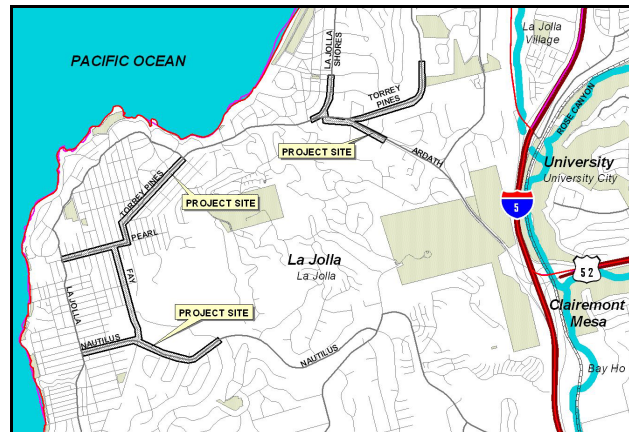 PACIFIC OCEAN
LA JOLLA
SHORES
La Jolla
Village
TORREY
PINES
ROSE CANYON
PROJECT SITE
ARDATH
University
University City
TORREY PINES
PROJECT SITE
5
PEARL
La Jolla
La Jolla
FAY
52
LA JOLLA
PROJECT SITE
Clairemont
Mesa
NAUTILUS
NAUTILUS
Bay Ho